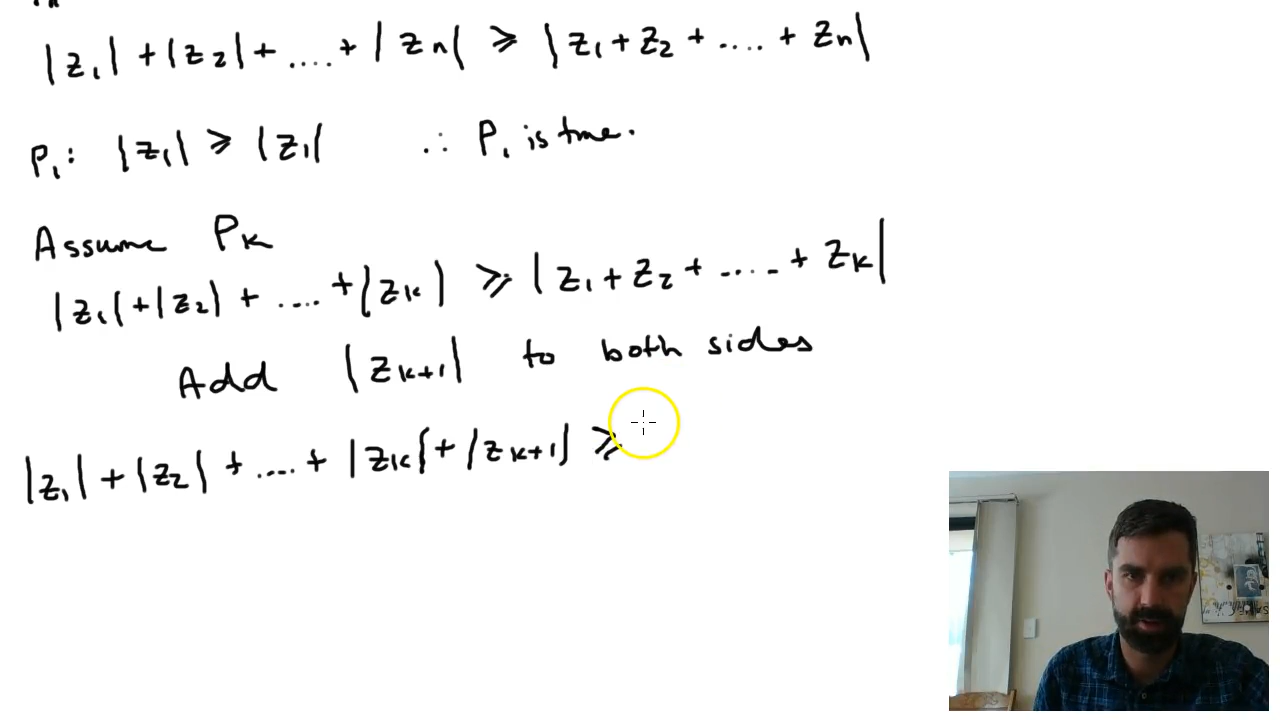 |z₁| + |z₂| + .... + |zₙ| ⩾ |z₁ + z₂ + .... + zₙ|
P₁: |z₁| ⩾ |z₁| ∴ P₁ is true.
Assume Pₖ
|z₁| + |z₂| + .... + |zₖ| ⩾ |z₁ + z₂ + .... + zₖ|
Add |zₖ₊₁| to both sides
|z₁| + |z₂| + .... + |zₖ| + |zₖ₊₁| ⩾